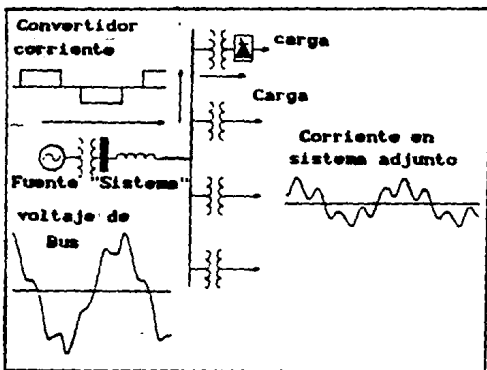 Convertidor
corriente
carga
Carga
Corriente en
sistema adjunto
Fuente "Sistema"
voltaje de
Bus